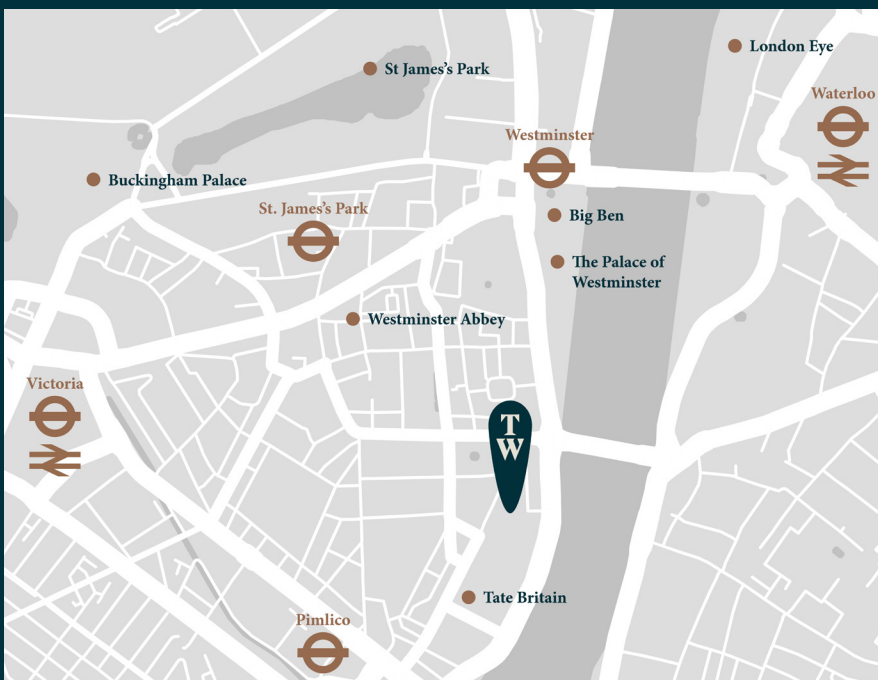 London Eye
St James's Park
Waterloo
Westminster
Buckingham Palace
St. James's Park
Big Ben
The Palace of
Westminster
Westminster Abbey
Victoria
T
W
Tate Britain
Pimlico